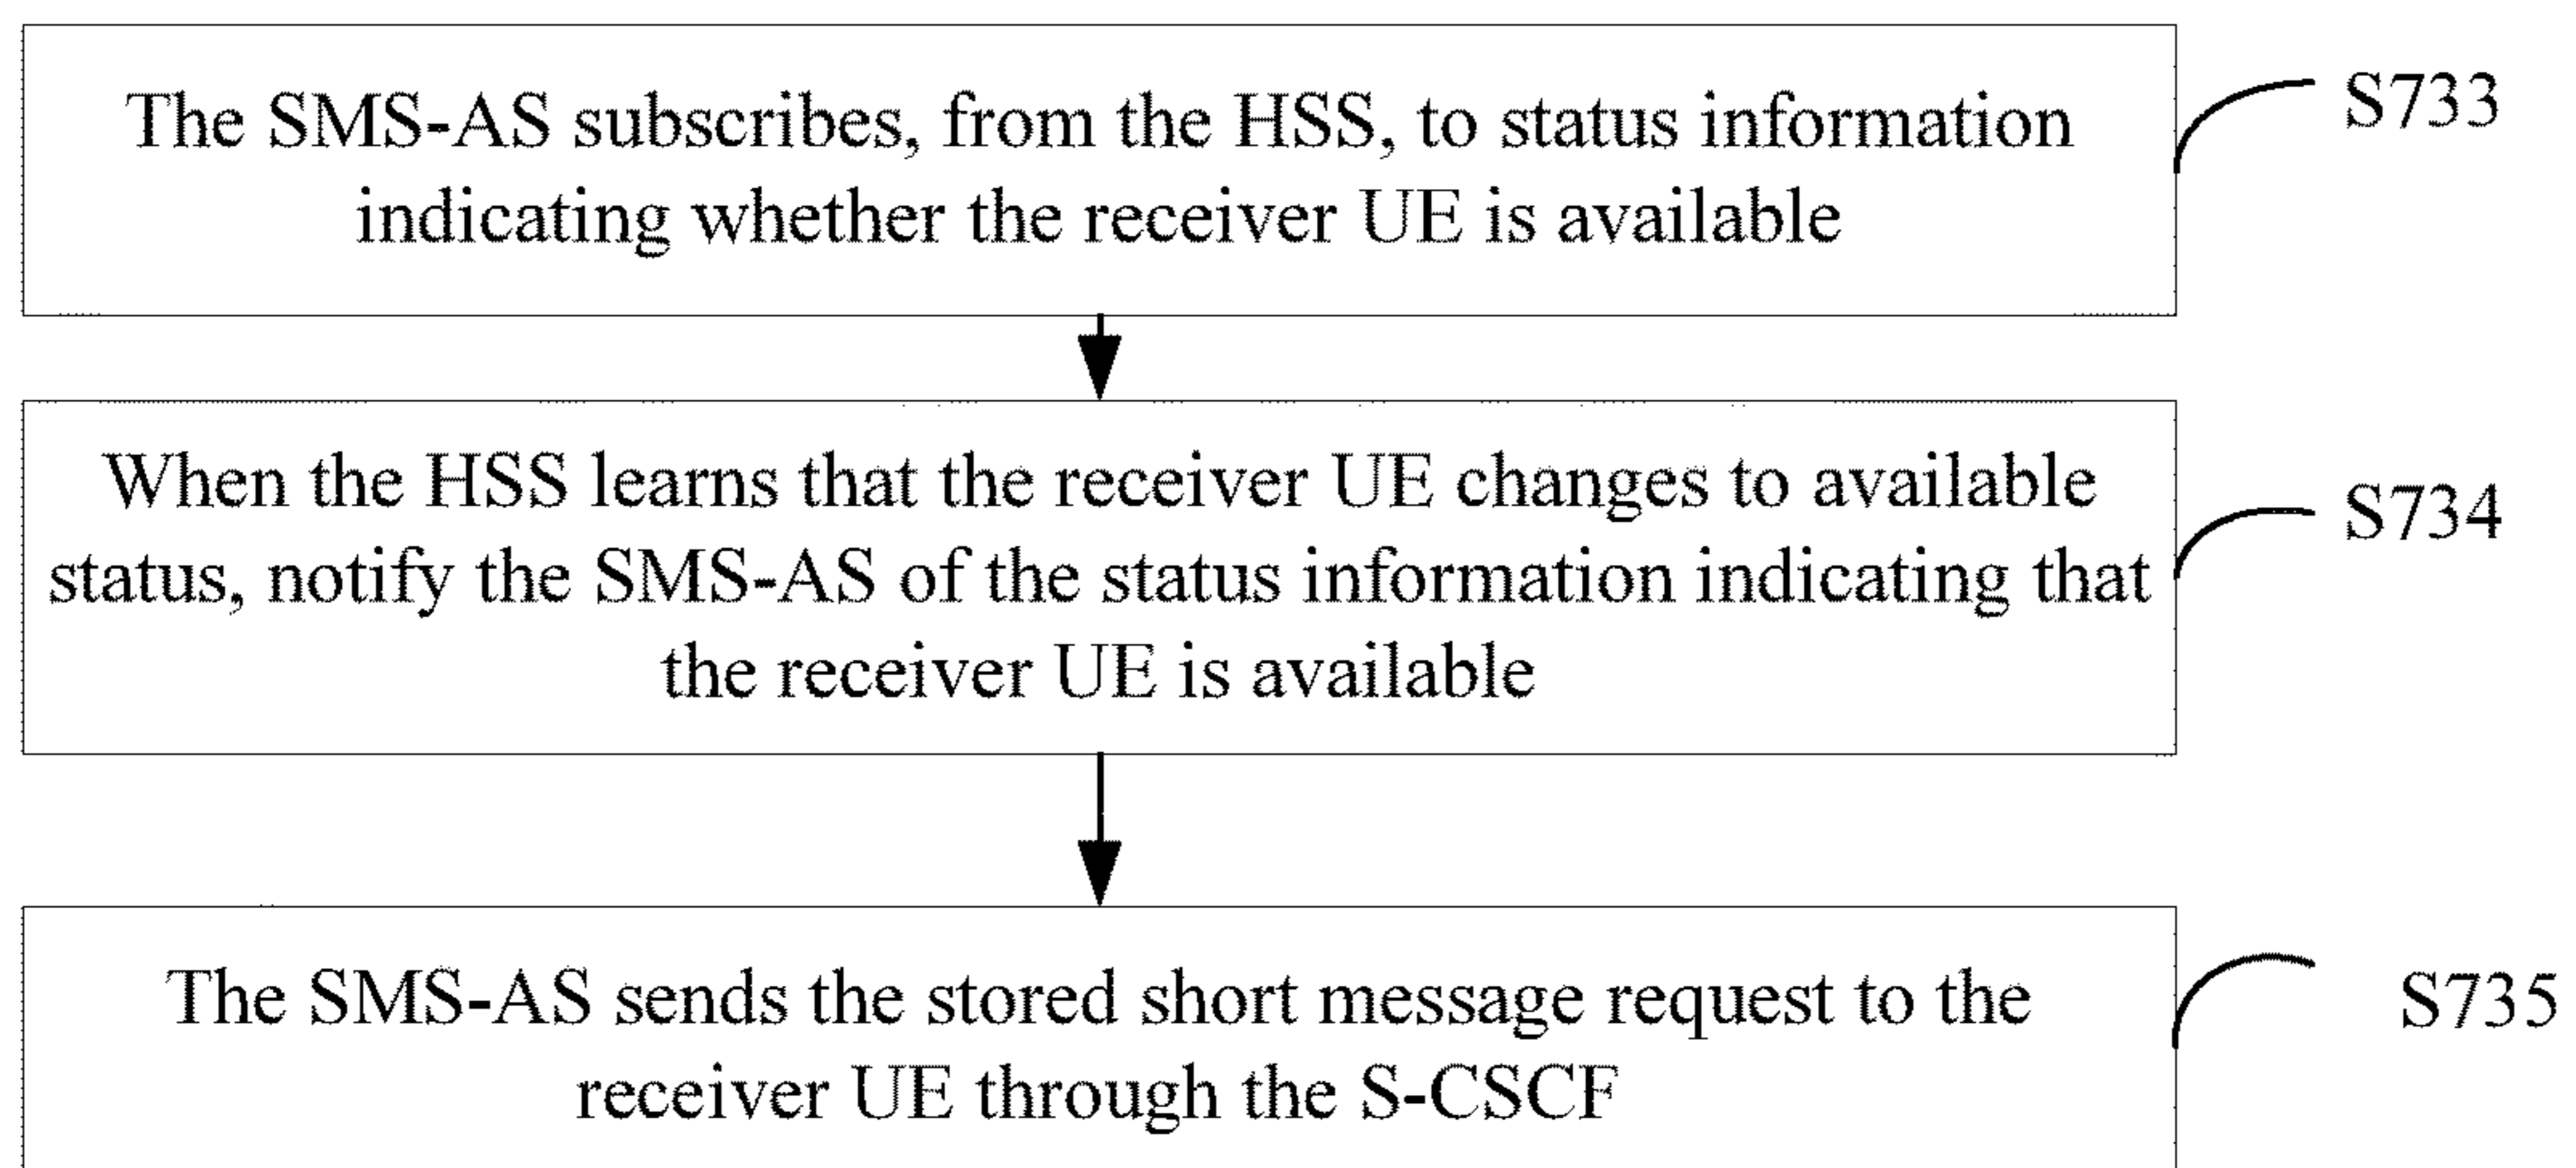 The SMS-AS subscribes, from the HSS, to status information
indicating whether the receiver UE is available
S733
When the HSS learns that the receiver UE changes to available
status, notify the SMS-AS of the status information indicating that
the receiver UE is available
S734
The SMS-AS sends the stored short message request to the
receiver UE through the S-CSCF
S735